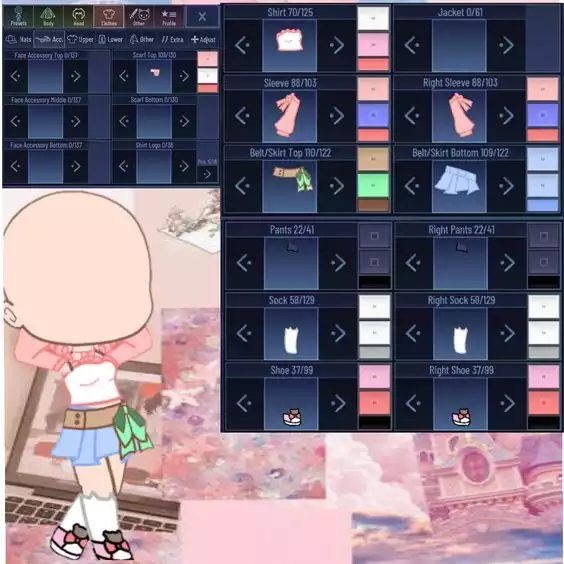 Presets
Body
Head
Clothes
Other
Profile
X
Hats
Acc.
Upper
Lower
Other
Extra
Adjust
Face Accessory Top 0/137
Scarf Top 109/130
Face Accessory Middle 0/137
Scarf Bottom 0/130
Face Accessory Bottom 0/137
Shirt Logo 0/38
Shirt 70/125
Jacket 0/61
Sleeve 88/103
Right Sleeve 88/103
Belt/Skirt Top 110/122
Belt/Skirt Bottom 109/122
Pants 22/41
Right Pants 22/41
Sock 58/129
Right Sock 58/129
Shoe 37/99
Right Shoe 37/99